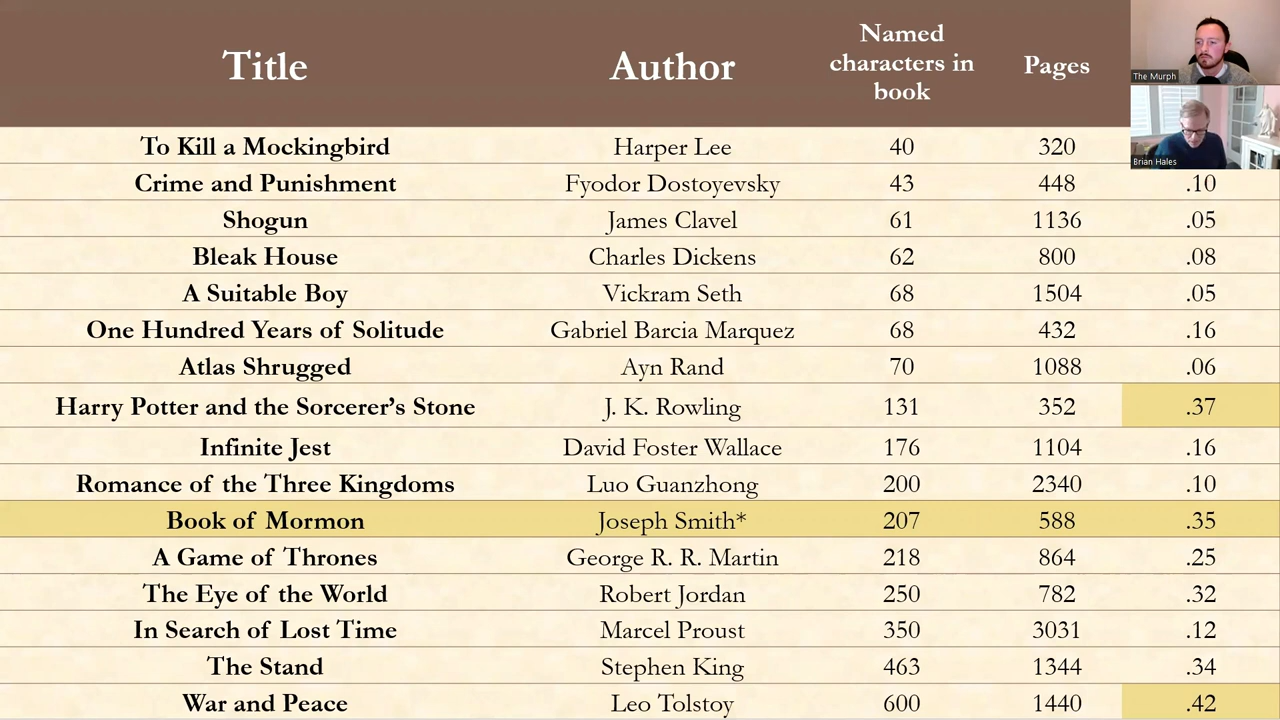 Title Author Named characters in book Pages
The Murph
Brian Hales
To Kill a Mockingbird Harper Lee 40 320
Crime and Punishment Fyodor Dostoyevsky 43 448 .10
Shogun James Clavel 61 1136 .05
Bleak House Charles Dickens 62 800 .08
A Suitable Boy Vickram Seth 68 1504 .05
One Hundred Years of Solitude Gabriel Barcia Marquez 68 432 .16
Atlas Shrugged Ayn Rand 70 1088 .06
Harry Potter and the Sorcerer's Stone J. K. Rowling 131 352 .37
Infinite Jest David Foster Wallace 176 1104 .16
Romance of the Three Kingdoms Luo Guanzhong 200 2340 .10
Book of Mormon Joseph Smith* 207 588 .35
A Game of Thrones George R. R. Martin 218 864 .25
The Eye of the World Robert Jordan 250 782 .32
In Search of Lost Time Marcel Proust 350 3031 .12
The Stand Stephen King 463 1344 .34
War and Peace Leo Tolstoy 600 1440 .42